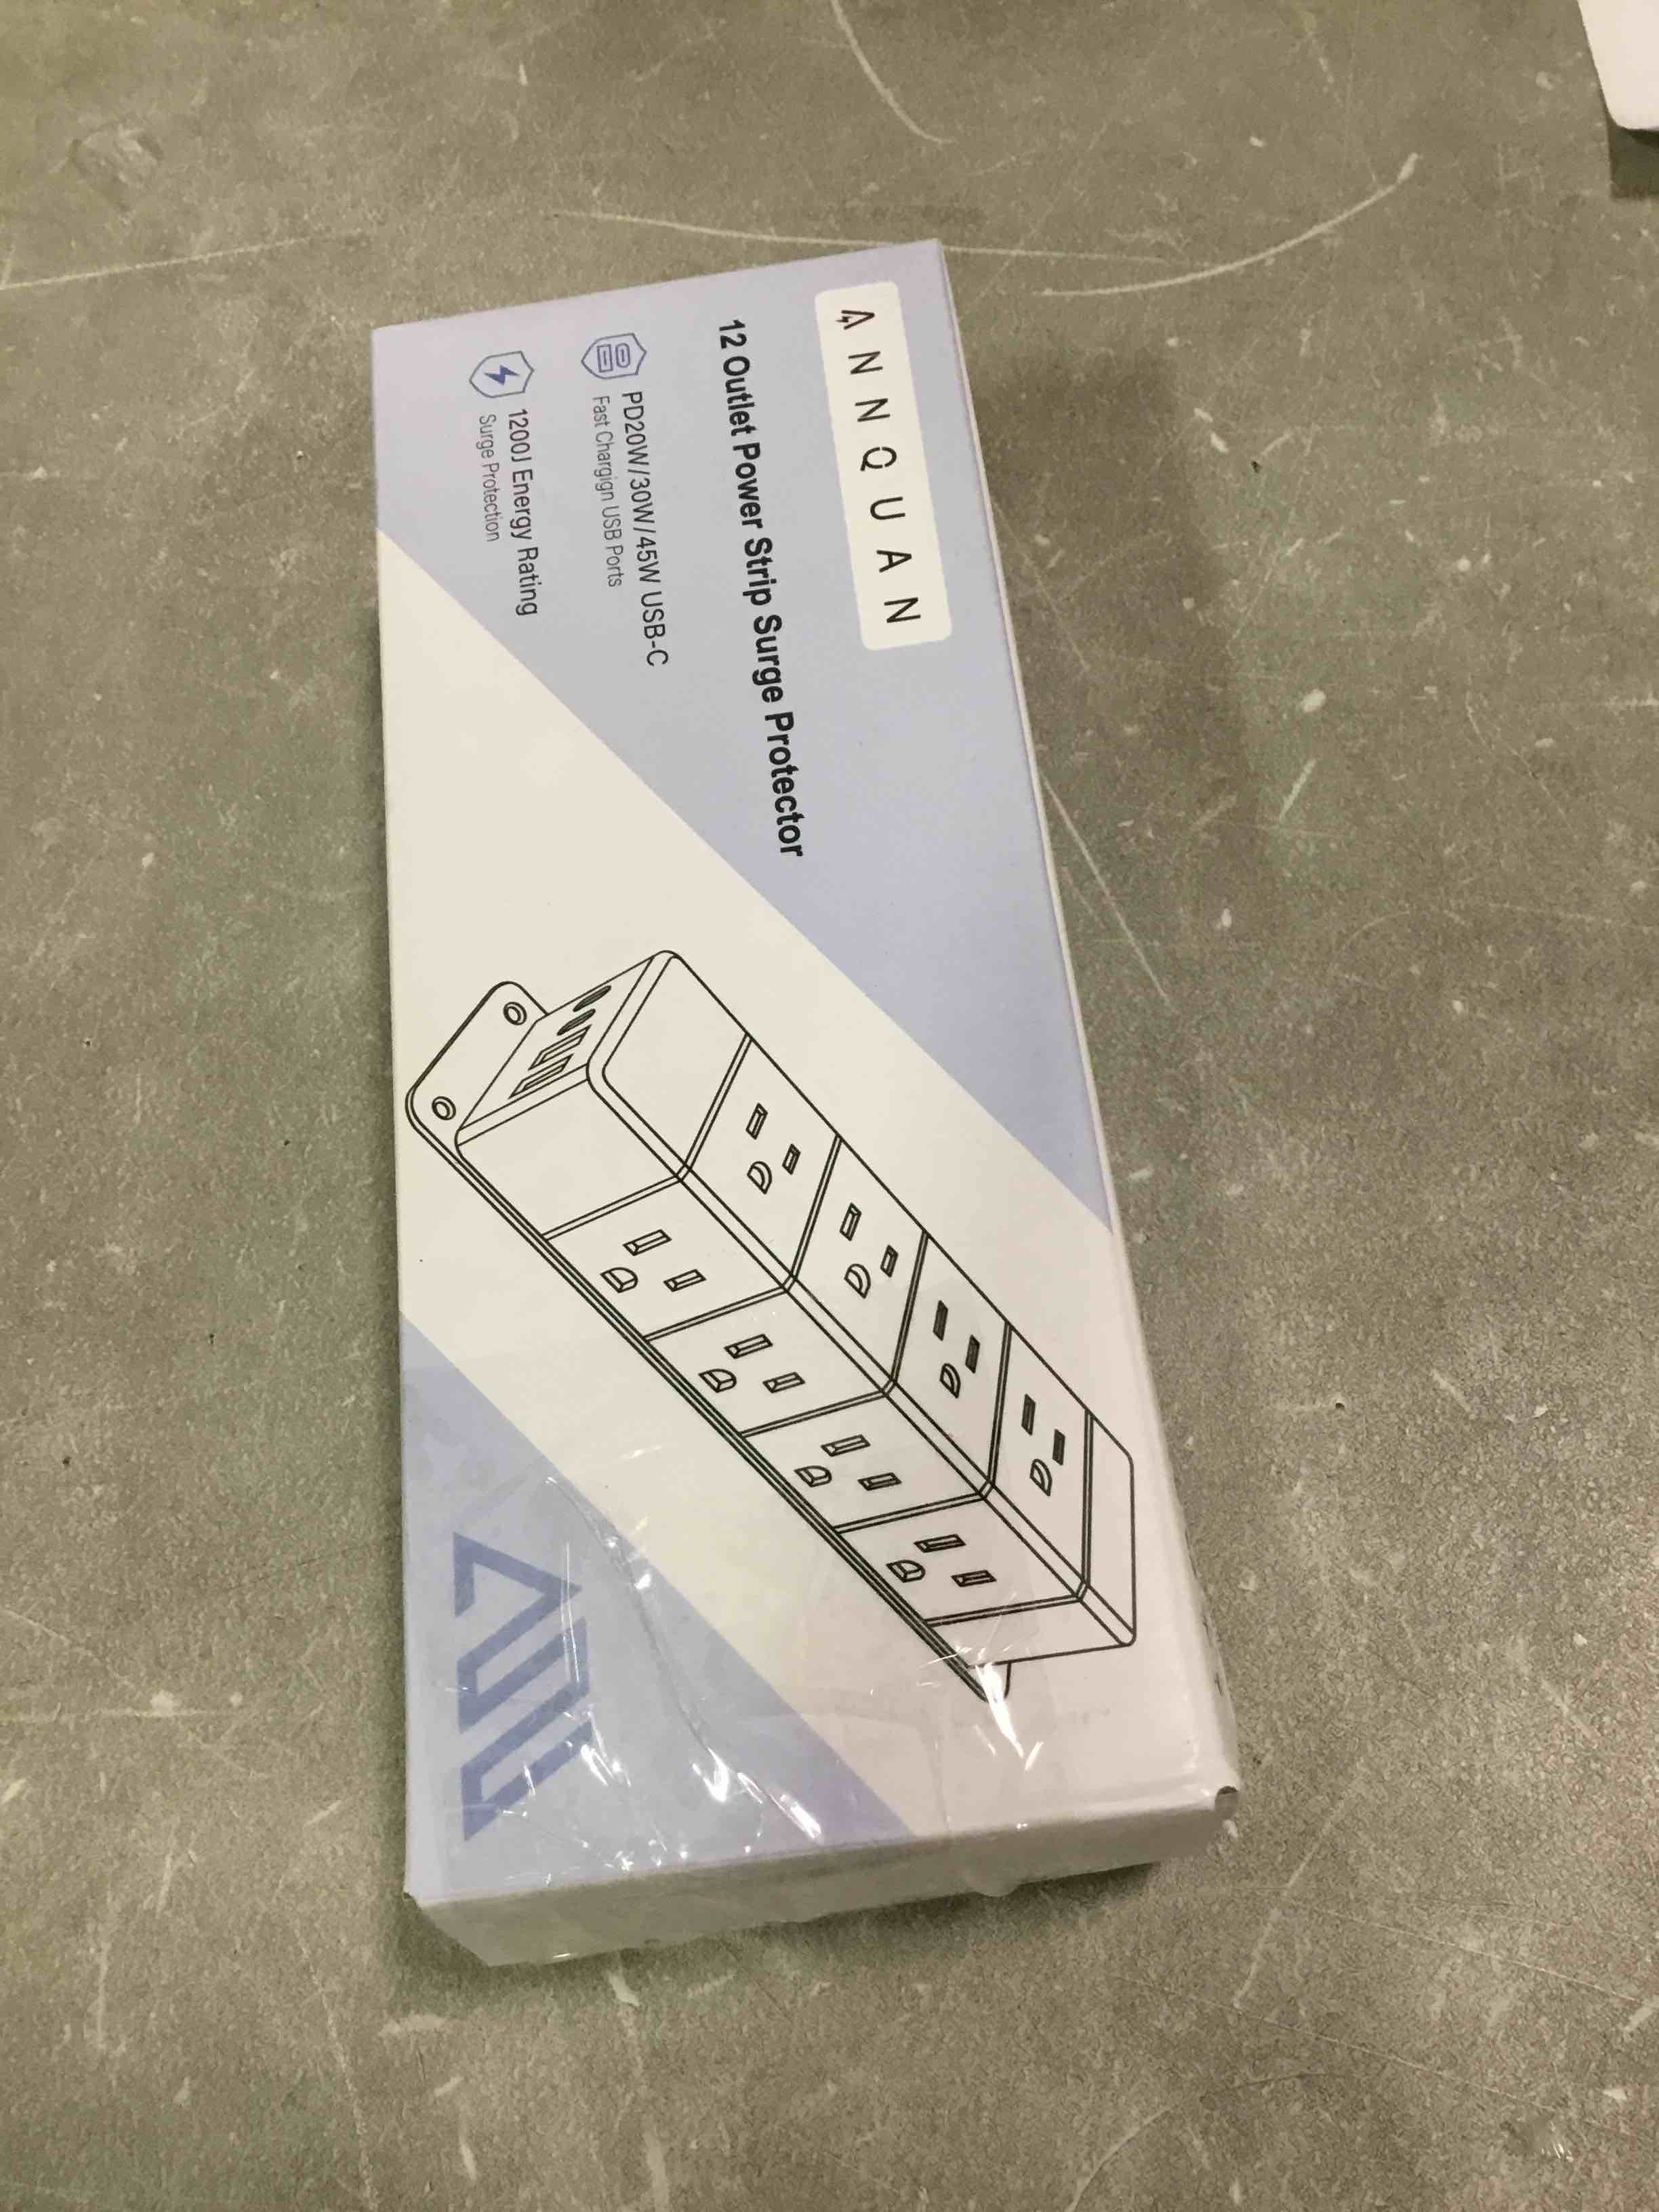 ANNQUAN
12 Outlet Power Strip Surge Protector
PD20W/30W/45W USB-C
Fast Chargign USB Ports
1200J Energy Rating
Surge Protection